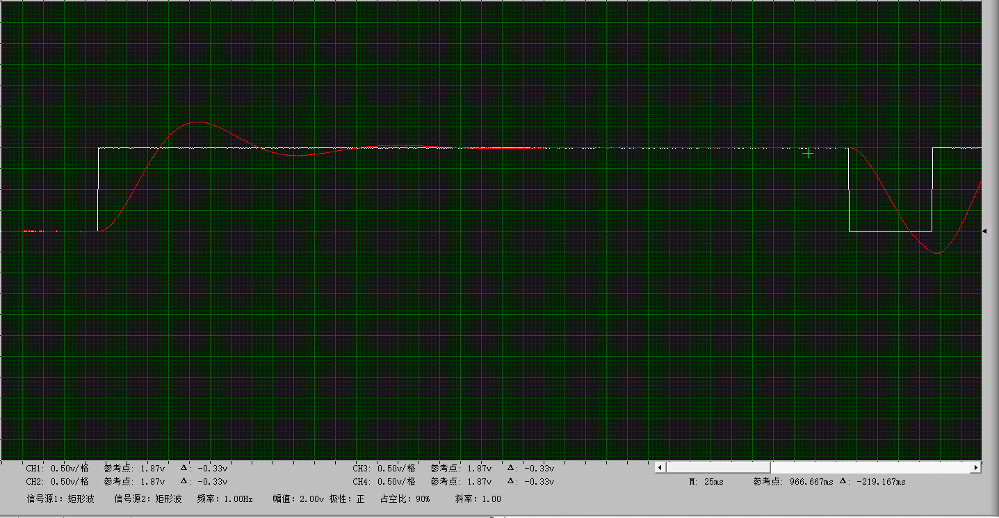 CH1: 0.50v/格 参考点: 1.87v Δ: -0.33v CH3: 0.50v/格 参考点: 1.87v Δ: -0.33v
CH2: 0.50v/格 参考点: 1.87v Δ: -0.33v CH4: 0.50v/格 参考点: 1.87v Δ: -0.33v M: 25ms 参考点: 966.667ms Δ: -219.167ms
信号源1: 矩形波 信号源2: 矩形波 频率: 1.00Hz 幅值: 2.00v 极性: 正 占空比: 90% 斜率: 1.00